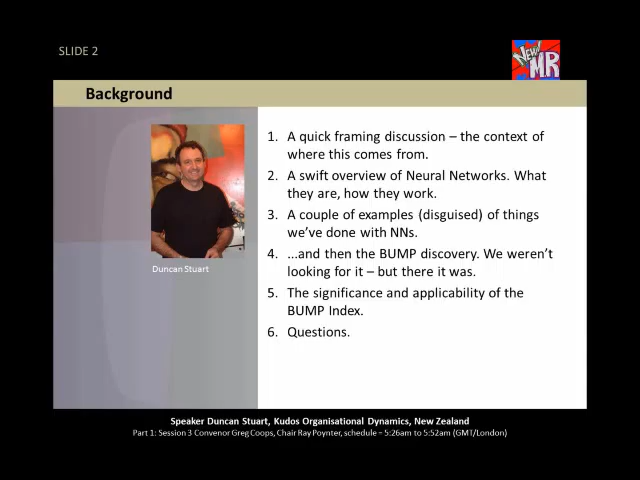 SLIDE 2
New!
MR
Background
1. A quick framing discussion – the context of
where this comes from.
2. A swift overview of Neural Networks. What
they are, how they work.
3. A couple of examples (disguised) of things
we've done with NNs.
4. ...and then the BUMP discovery. We weren't
looking for it – but there it was.
5. The significance and applicability of the
BUMP Index.
6. Questions.
Duncan Stuart
Speaker Duncan Stuart, Kudos Organisational Dynamics, New Zealand
Part 1: Session 3 Convenor Greg Coops, Chair Ray Poynter, schedule – 5:26am to 5:52am (GMT/London)